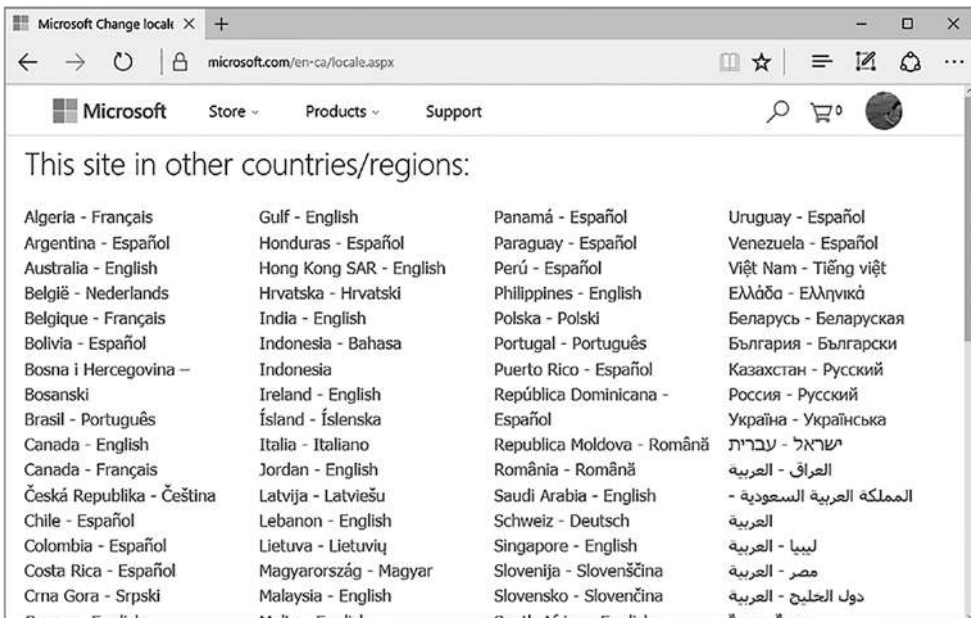 Microsoft Change locale
microsoft.com/en-ca/locale.aspx
Microsoft
Store
Products
Support
0
This site in other countries/regions:
Algeria - Français
Argentina - Español
Australia - English
België - Nederlands
Belgique - Français
Bolivia - Español
Bosna i Hercegovina –
Bosanski
Brasil - Português
Canada - English
Canada - Français
Česká Republika - Čeština
Chile - Español
Colombia - Español
Costa Rica - Español
Crna Gora - Srpski
Gulf - English
Honduras - Español
Hong Kong SAR - English
Hrvatska - Hrvatski
India - English
Indonesia - Bahasa
Indonesia
Ireland - English
Ísland - Íslenska
Italia - Italiano
Jordan - English
Latvija - Latviešu
Lebanon - English
Lietuva - Lietuvių
Magyarország - Magyar
Malaysia - English
Panamá - Español
Paraguay - Español
Perú - Español
Philippines - English
Polska - Polski
Portugal - Português
Puerto Rico - Español
República Dominicana -
Español
Republica Moldova - Română
România - Română
Saudi Arabia - English
Schweiz - Deutsch
Singapore - English
Slovenija - Slovenščina
Slovensko - Slovenčina
Uruguay - Español
Venezuela - Español
Việt Nam - Tiếng việt
Ελλάδα - Ελληνικά
Беларусь - Беларуская
България - Български
Казахстан - Русский
Россия - Русский
Україна - Українська
ישראל - עברית
العراق - العربية
المملكة العربية السعودية -
العربية
ليبيا - العربية
مصر - العربية
دول الخليج - العربية